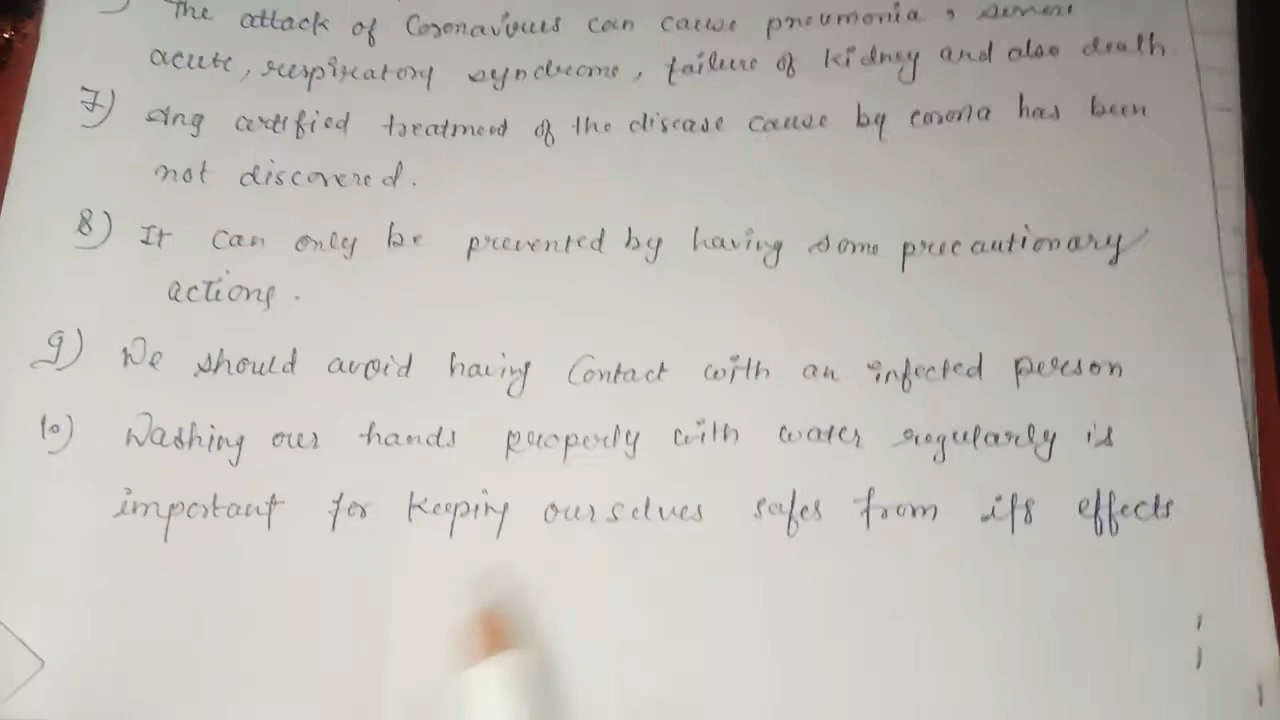 The attack of Coronavirus can cause pneumonia, severe
acute, respiratory syndrome, failure of kidney and also death
7) Any certified treatment of the disease cause by corona has been
not discovered.
8) It can only be prevented by having some precautionary
actions.
9) We should avoid having Contact with an infected person
10) Washing our hands properly with water regularly is
important for keeping ourselves safes from its effects